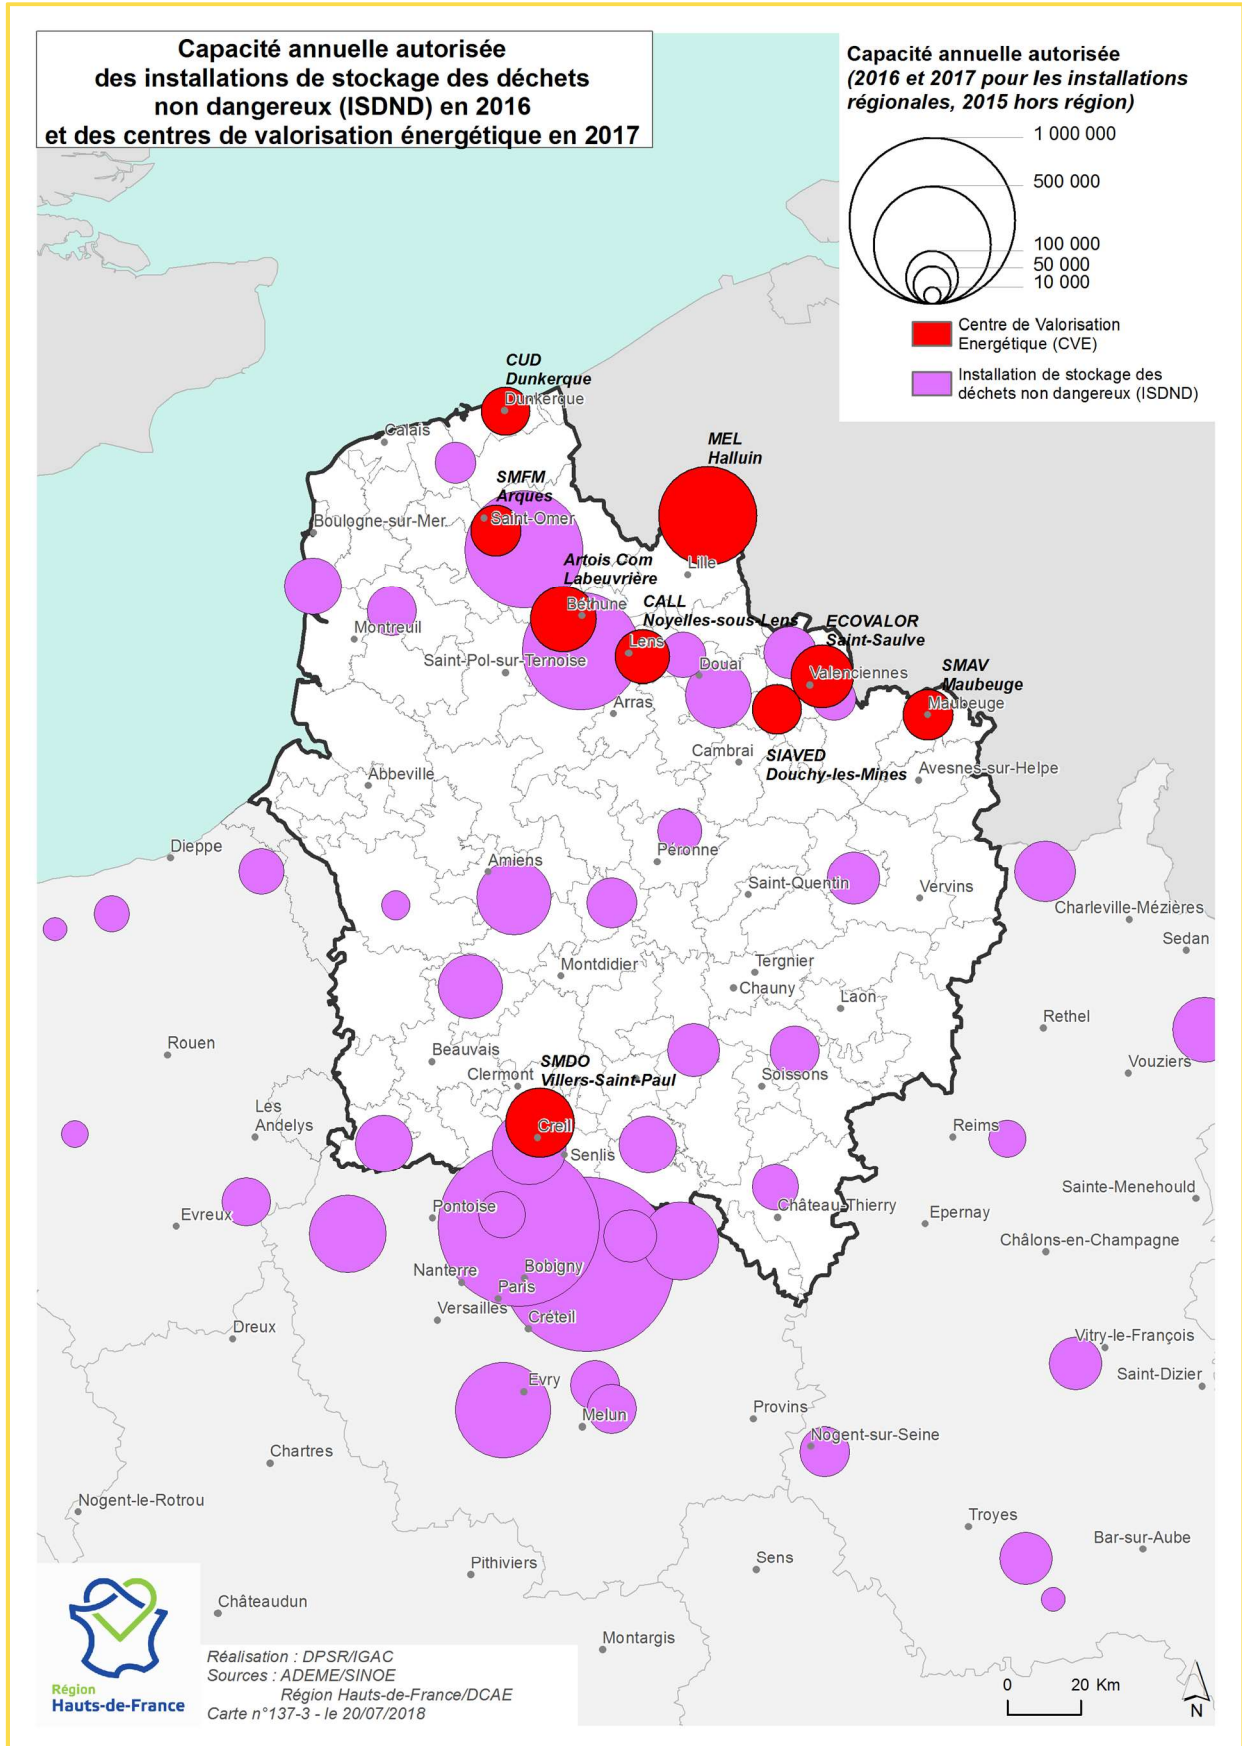 Capacité annuelle autorisée
des installations de stockage des déchets
non dangereux (ISDND) en 2016
et des centres de valorisation énergétique en 2017
Capacité annuelle autorisée
(2016 et 2017 pour les installations
régionales, 2015 hors région)
1 000 000
500 000
100 000
50 000
10 000
Centre de Valorisation
Energétique (CVE)
Installation de stockage des
déchets non dangereux (ISDND)
CUD
Dunkerque
Dunkerque
Calais
MEL
Halluin
SMFM
Arques
Saint-Omer
Boulogne-sur-Mer
Artois Com
Labeuvrière
Lille
Béthune
CALL
Noyelles-sous-Lens
ECOVALOR
Saint-Saulve
Montreuil
Lens
Saint-Pol-sur-Ternoise
Douai
Valenciennes
SMAV
Maubeuge
Maubeuge
Arras
Cambrai
SIAVED
Douchy-les-Mines
Avesnes-sur-Helpe
Abbeville
Dieppe
Péronne
Amiens
Saint-Quentin
Vervins
Charleville-Mézières
Sedan
Montdidier
Tergnier
Chauny
Laon
Rethel
Rouen
Beauvais
Vouziers
SMDO
Villers-Saint-Paul
Clermont
Soissons
Les
Andelys
Creil
Reims
Senlis
Sainte-Menehould
Pontoise
Château-Thierry
Evreux
Epernay
Châlons-en-Champagne
Nanterre
Bobigny
Paris
Versailles
Créteil
Dreux
Vitry-le-François
Saint-Dizier
Evry
Melun
Provins
Nogent-sur-Seine
Chartres
Nogent-le-Rotrou
Troyes
Bar-sur-Aube
Sens
Pithiviers
Châteaudun
Montargis
Région
Hauts-de-France
Réalisation : DPSR/IGAC
Sources : ADEME/SINOE
Région Hauts-de-France/DCAE
Carte n°137-3 - le 20/07/2018
0 20 Km
N